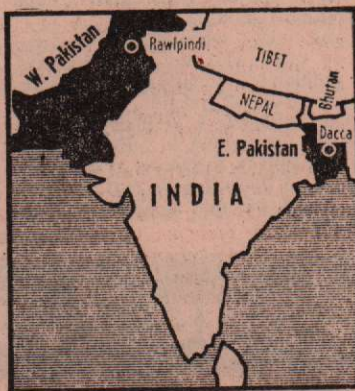 W. Pakistan
Rawlpindi
TIBET
NEPAL
Bhutan
Dacca
E. Pakistan
INDIA